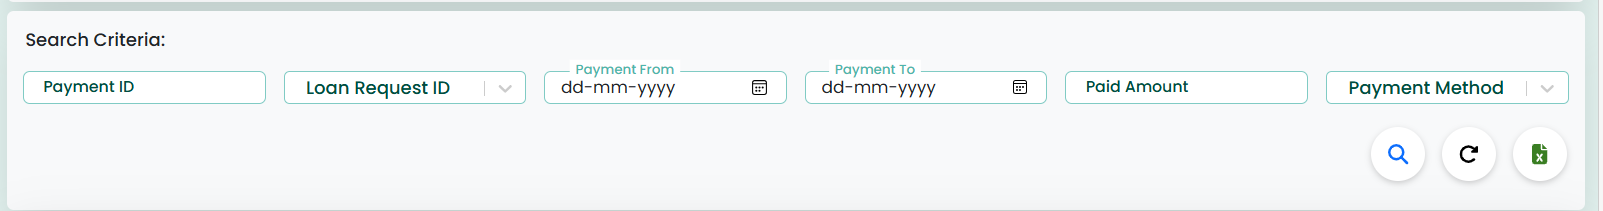 Search Criteria:
Payment ID
Loan Request ID
Payment From
dd-mm-yyyy
Payment To
dd-mm-yyyy
Paid Amount
Payment Method